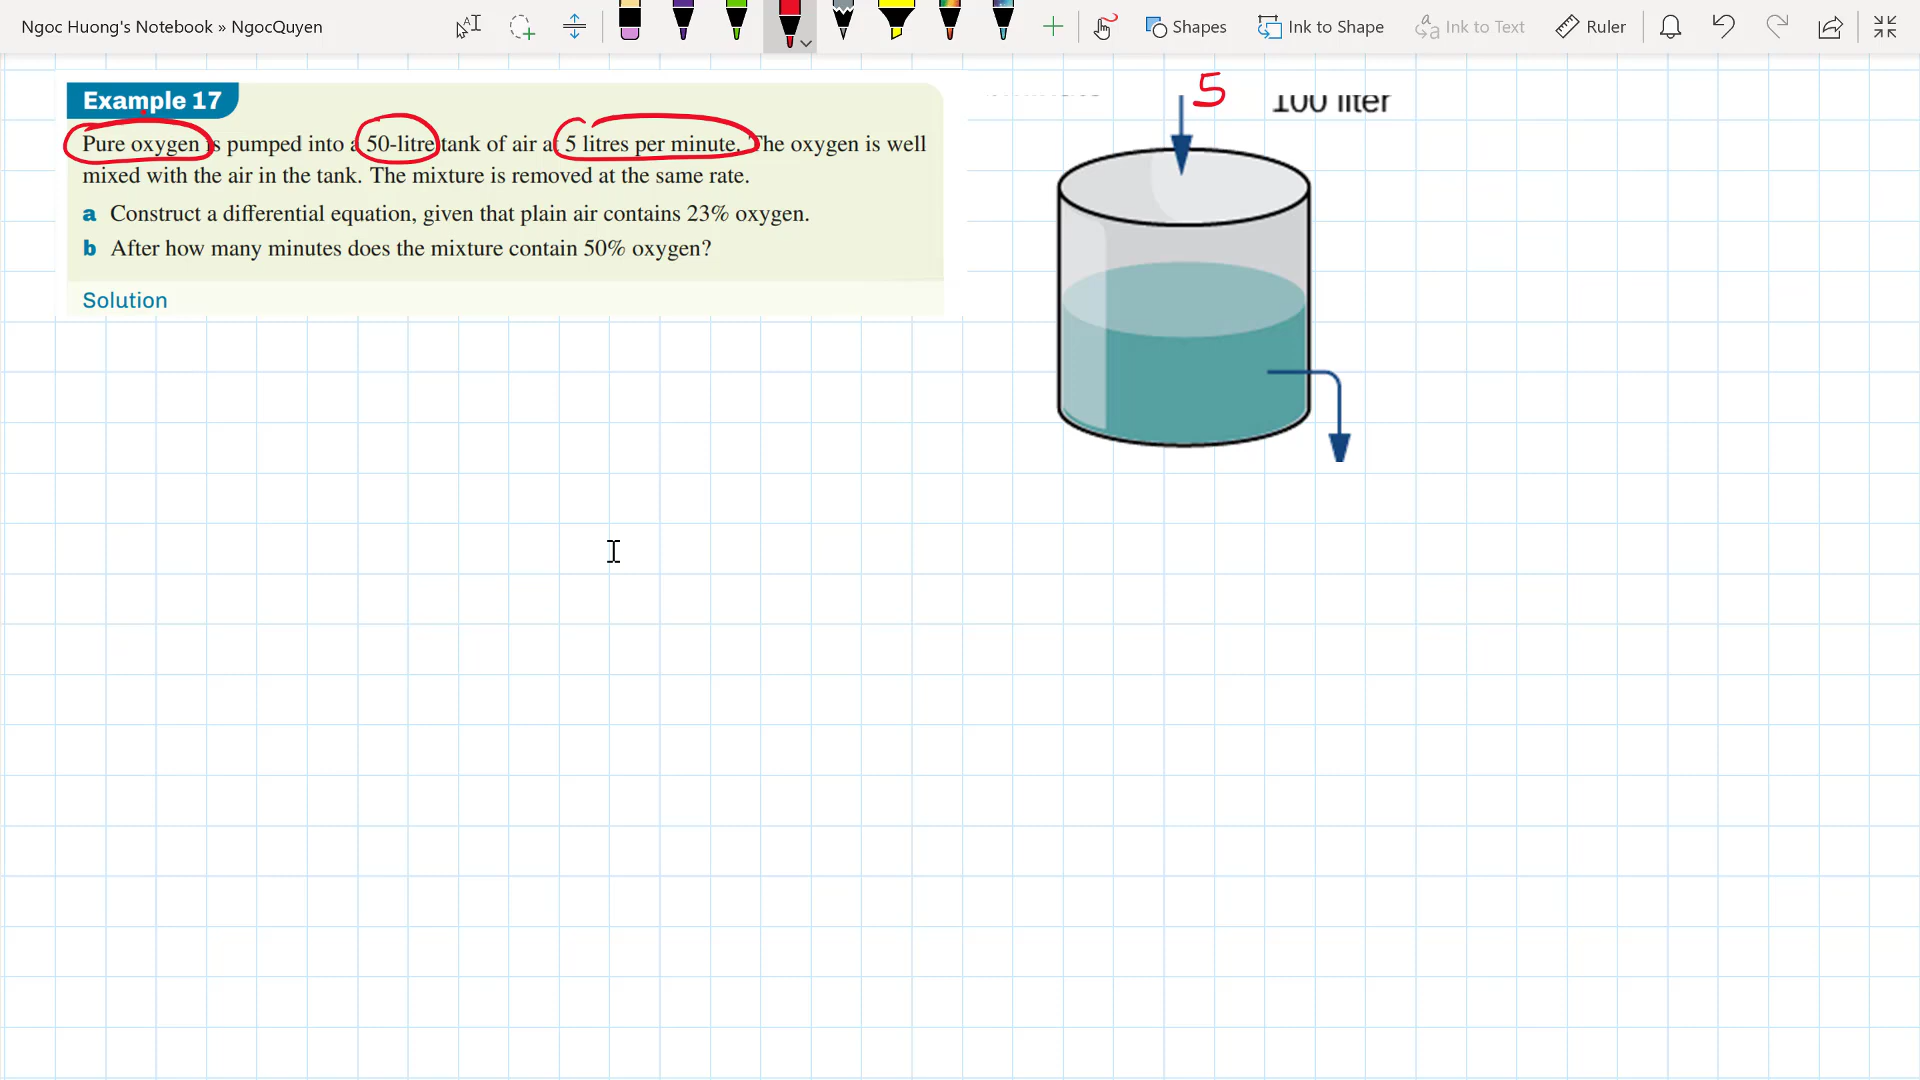 Ngoc Huong's Notebook » NgocQuyen
Shapes
Ink to Shape
Ink to Text
Ruler
Example 17
Pure oxygen is pumped into a 50-litre tank of air at 5 litres per minute. The oxygen is well
mixed with the air in the tank. The mixture is removed at the same rate.
a Construct a differential equation, given that plain air contains 23% oxygen.
b After how many minutes does the mixture contain 50% oxygen?
Solution
5
100 liter